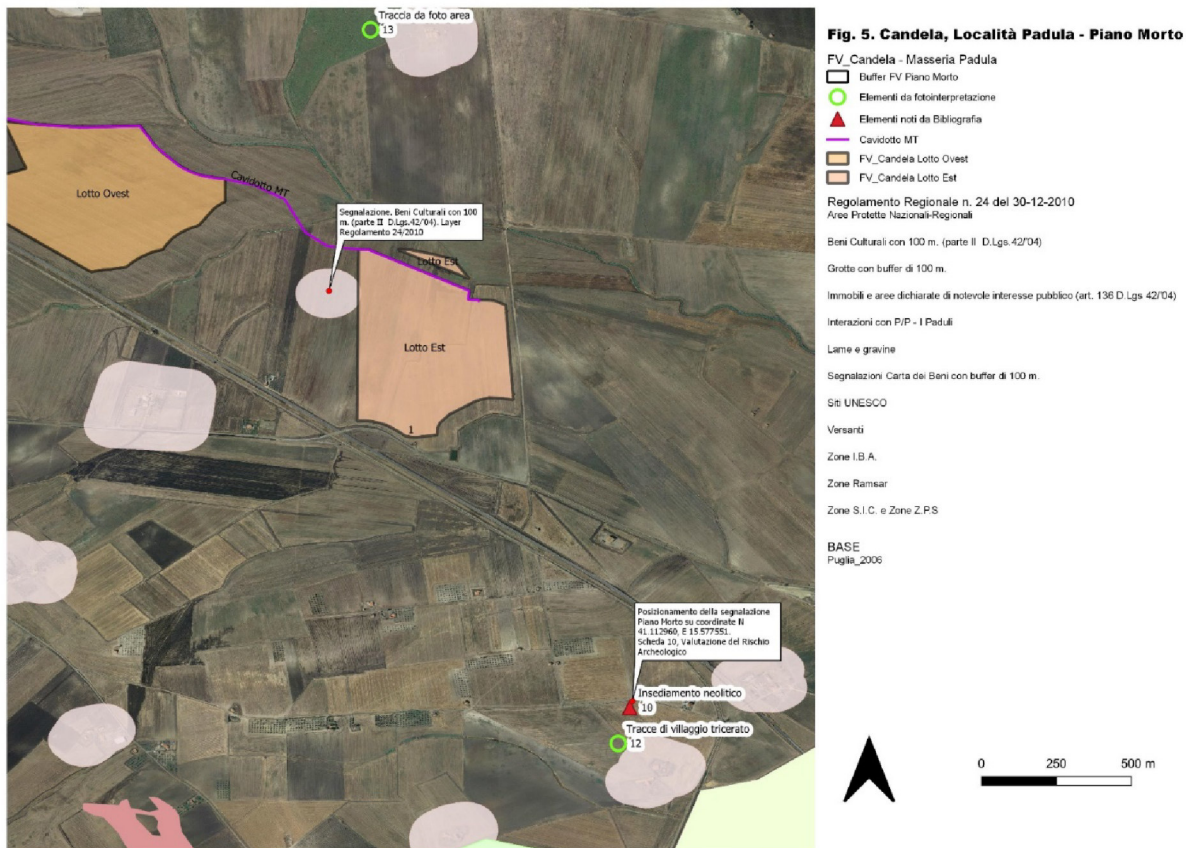 Traccia da foto area
13
Lotto Ovest
Cavidotto MT
Segnalazione. Beni Culturali con 100
m. (parte II D.Lgs.42/'04). Layer
Regolamento 24/2010
Lotto Est
Lotto Est
1
Posizionamento della segnalazione
Piano Morto su coordinate N
41.112960, E 15.577551.
Scheda 10, Valutazione del Rischio
Archeologico
Insediamento neolitico
10
Tracce di villaggio tricerato
12
Fig. 5. Candela, Località Padula - Piano Morto
FV_Candela - Masseria Padula
Buffer FV Piano Morto
Elementi da fotointerpretazione
Elementi noti da Bibliografia
Cavidotto MT
FV_Candela Lotto Ovest
FV_Candela Lotto Est
Regolamento Regionale n. 24 del 30-12-2010
Aree Protette Nazionali-Regionali
Beni Culturali con 100 m. (parte II D.Lgs.42/'04)
Grotte con buffer di 100 m.
Immobili e aree dichiarate di notevole interesse pubblico (art. 136 D.Lgs 42/'04)
Interazioni con P/P - I Paduli
Lame e gravine
Segnalazioni Carta dei Beni con buffer di 100 m.
Siti UNESCO
Versanti
Zone I.B.A.
Zone Ramsar
Zone S.I.C. e Zone Z.P.S
BASE
Puglia_2006
0 250 500 m